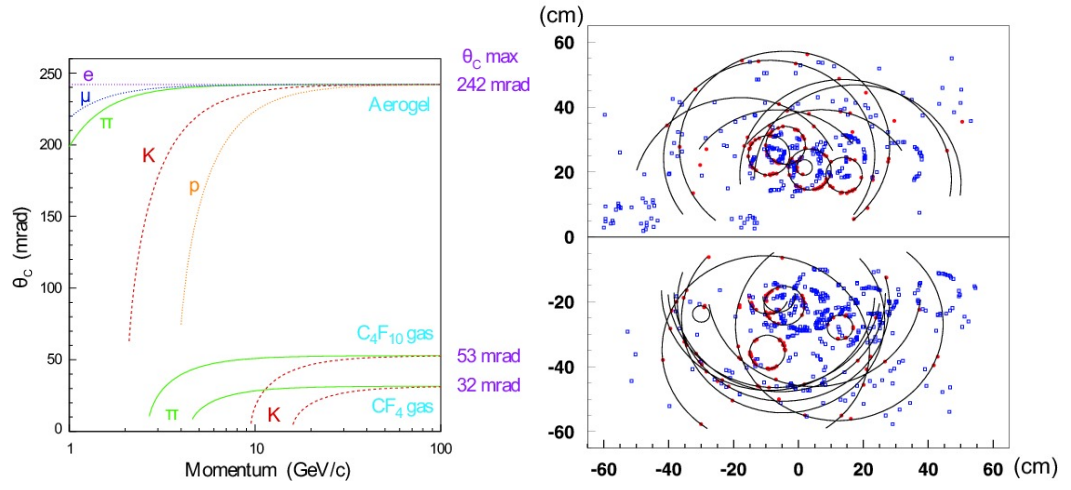 θC max
250
e
242 mrad
μ
Aerogel
π
200
K
p
150
θC (mrad)
100
C4F10 gas
50
53 mrad
32 mrad
π
K
CF4 gas
0
1
10
100
Momentum (GeV/c)
(cm)
60
40
20
0
-20
-40
-60
-60
-40
-20
0
20
40
60
(cm)